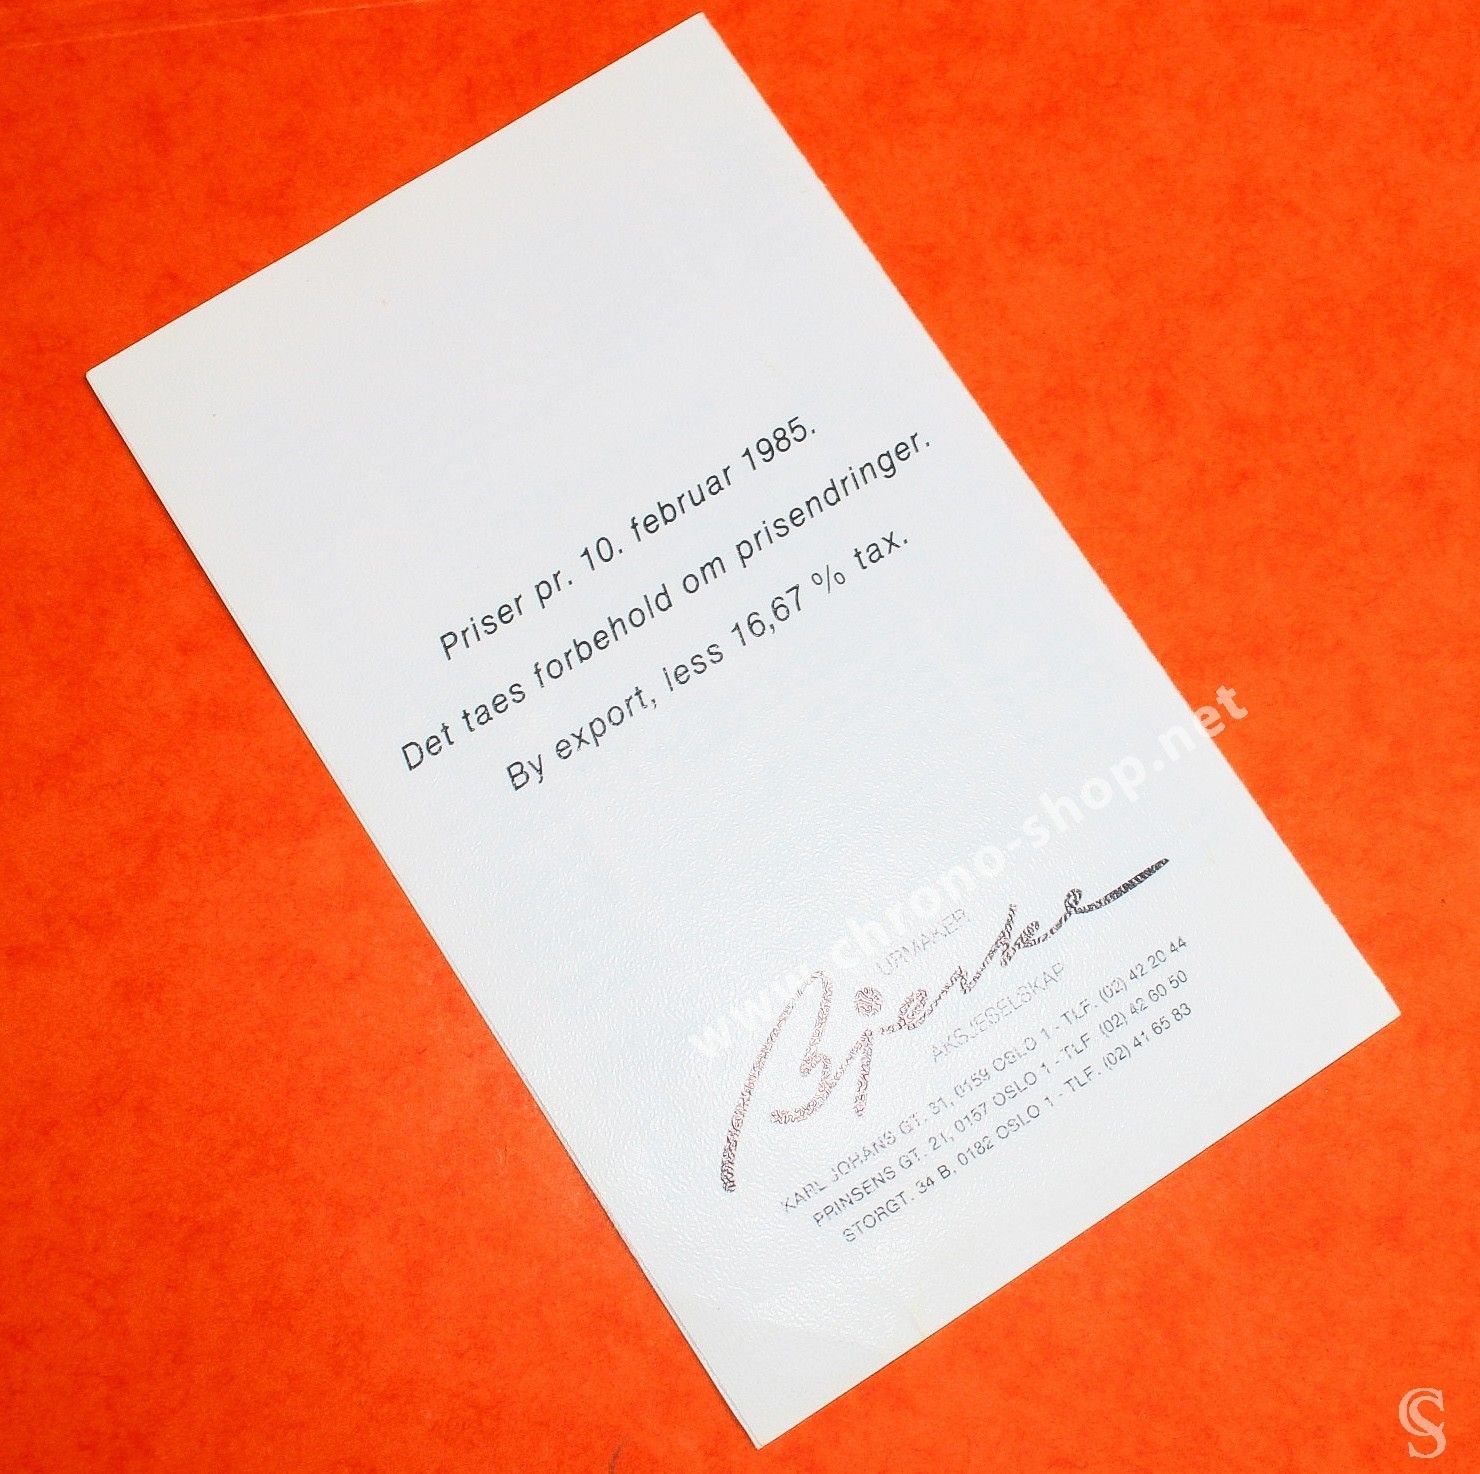 Priser pr. 10. februar 1985.
Det taes forbehold om prisendringer.
By export, less 16,67 % tax.
www.chrono-shop.net
URMAKER
Bjerke
AKSJESELSKAP
KARL JOHANS GT. 31, 0159 OSLO 1 - TLF. (02) 42 20 44
PRINSENS GT. 21, 0157 OSLO 1 - TLF (02) 42 60 50
STORGT. 34 B, 0182 OSLO 1 - TLF. (02) 41 65 83